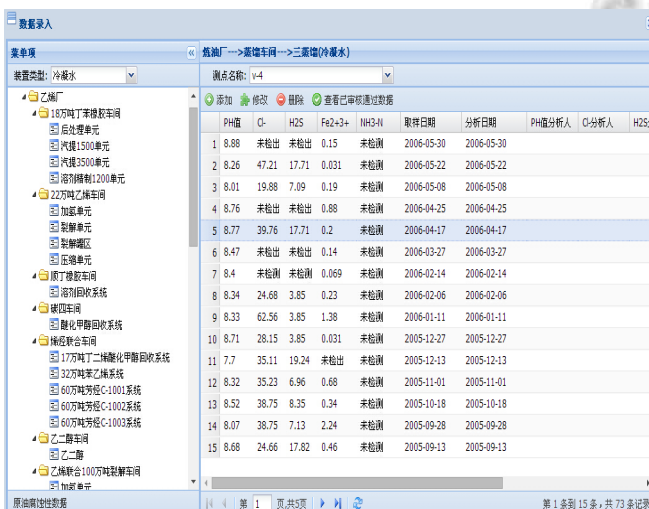 数据录入
菜单项
炼油厂--->蒸馏车间--->三蒸馏(冷凝水)
装置类型: 冷凝水
测点名称: v-4
添加 修改 删除 查看已审核通过数据
PH值 Cl- H2S Fe2+3+ NH3-N 取样日期 分析日期 PH值分析人 Cl-分析人
1 8.88 未检出 未检出 0.15 未检测 2006-05-30 2006-05-30
2 8.26 47.21 17.71 0.031 未检测 2006-05-22 2006-05-22
3 8.01 19.88 7.09 0.19 未检测 2006-05-08 2006-05-08
4 8.76 未检出 未检出 0.88 未检测 2006-04-25 2006-04-25
5 8.77 39.76 17.71 0.2 未检测 2006-04-17 2006-04-17
6 8.47 未检出 未检出 0.14 未检测 2006-03-27 2006-03-27
7 8.4 未检测 未检测 0.069 未检测 2006-02-14 2006-02-14
8 8.34 24.68 3.85 0.23 未检测 2006-02-06 2006-02-06
9 8.33 62.56 3.85 1.38 未检测 2006-01-11 2006-01-11
10 8.71 28.15 3.85 0.031 未检测 2005-12-27 2005-12-27
11 7.7 35.11 19.24 未检出 未检测 2005-12-13 2005-12-13
12 8.32 35.23 6.96 0.68 未检测 2005-11-01 2005-11-01
13 8.52 38.75 8.35 0.34 未检测 2005-10-18 2005-10-18
14 8.07 38.75 7.13 2.24 未检测 2005-09-28 2005-09-28
15 8.68 24.66 17.82 0.46 未检测 2005-09-13 2005-09-13
乙烯厂
18万吨丁苯橡胶车间
后处理单元
汽提1500单元
汽提3500单元
溶剂精制1200单元
22万吨乙烯车间
加氢单元
裂解单元
裂解罐区
压缩单元
顺丁橡胶车间
溶剂回收系统
碳四车间
醚化甲醇回收系统
烯烃联合车间
17万吨丁二烯醚化甲醇回收系统
32万吨苯乙烯系统
60万吨芳烃C-1001系统
60万吨芳烃C-1002系统
60万吨芳烃C-1003系统
乙二醇车间
乙二醇
乙烯联合100万吨裂解车间
加氢单元
原油腐蚀性数据
第 1 页,共5页
第 1 条到 15 条，共 73 条记录